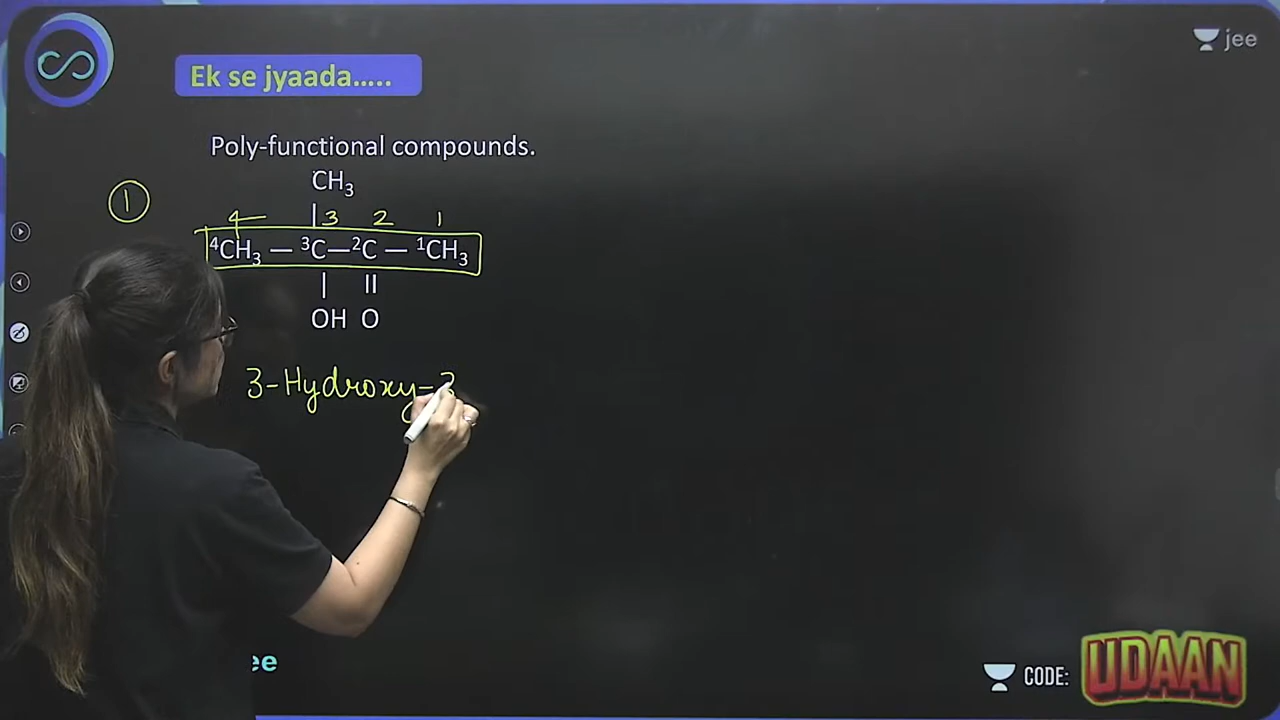 jee
Ek se jyaada.....
Poly-functional compounds.
CH3
1
4 3 2 1
⁴CH3 — ³C—²C — ¹CH3
| ||
OH O
3-Hydroxy-3
ee
CODE: UDAAN